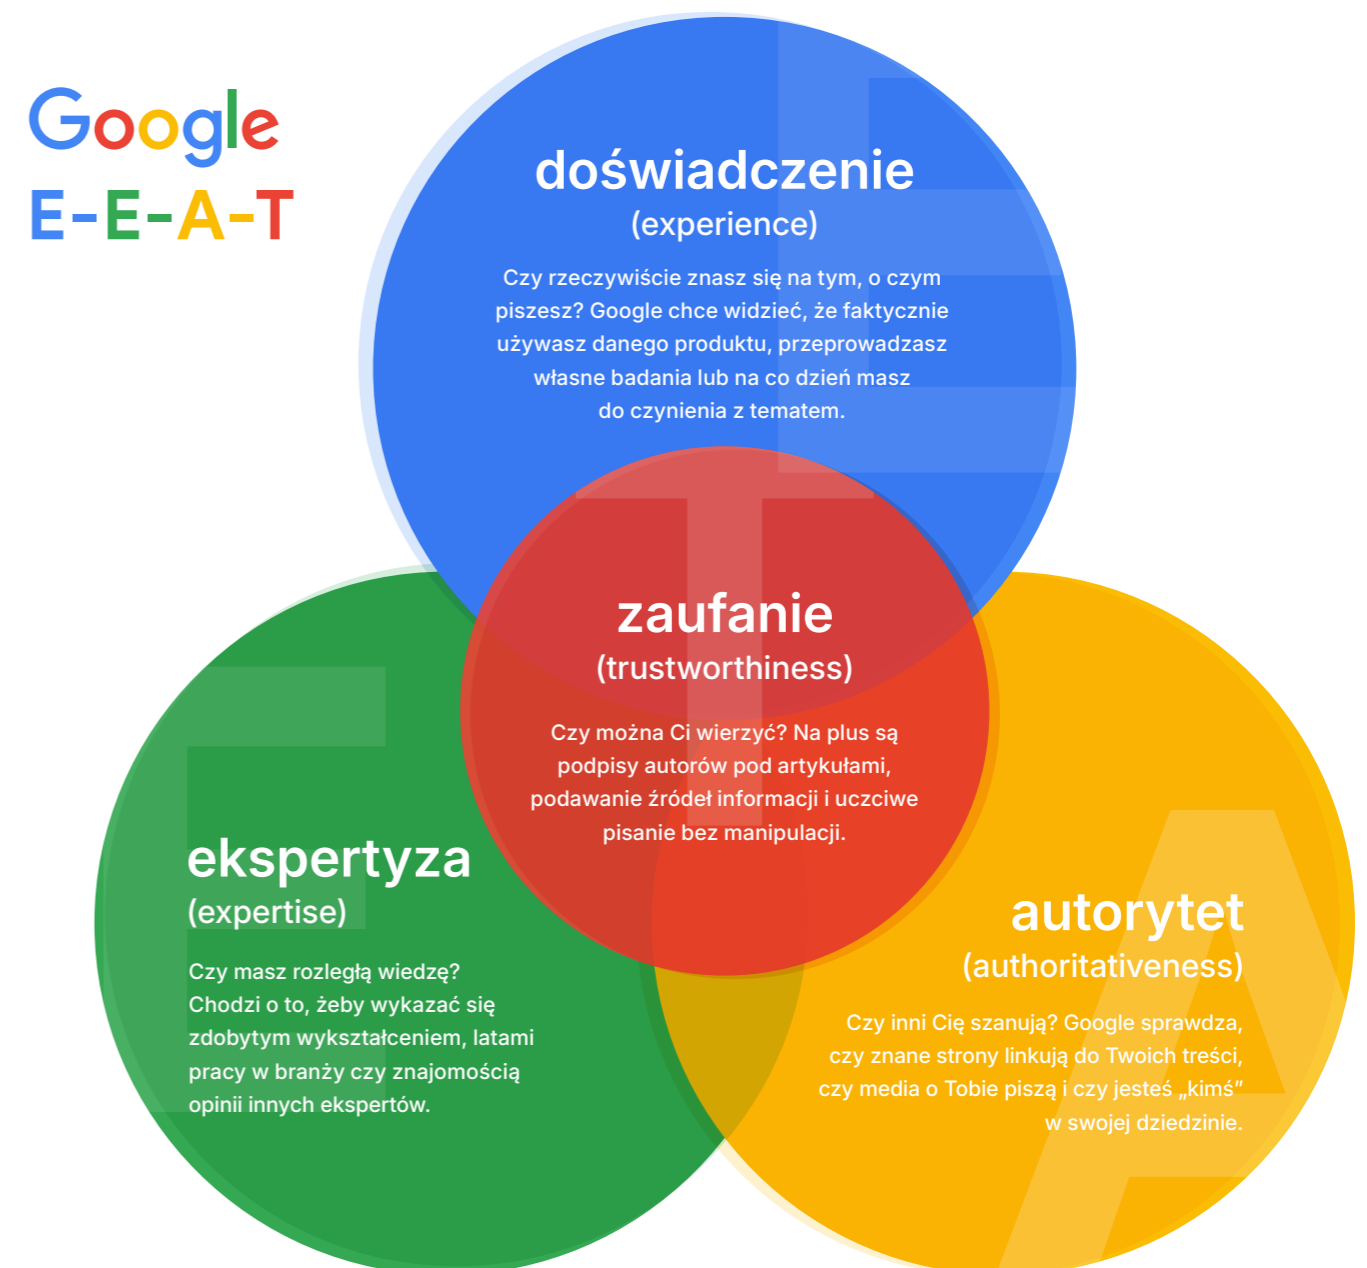 Google
E-E-A-T
doświadczenie
(experience)
Czy rzeczywiście znasz się na tym, o czym
piszesz? Google chce widzieć, że faktycznie
używasz danego produktu, przeprowadzasz
własne badania lub na co dzień masz
do czynienia z tematem.
zaufanie
(trustworthiness)
Czy można Ci wierzyć? Na plus są
podpisy autorów pod artykułami,
podawanie źródeł informacji i uczciwe
pisanie bez manipulacji.
ekspertyza
(expertise)
Czy masz rozległą wiedzę?
Chodzi o to, żeby wykazać się
zdobytym wykształceniem, latami
pracy w branży czy znajomością
opinii innych ekspertów.
autorytet
(authoritativeness)
Czy inni Cię szanują? Google sprawdza,
czy znane strony linkują do Twoich treści,
czy media o Tobie piszą i czy jesteś „kimś”
w swojej dziedzinie.
E
T
E
A